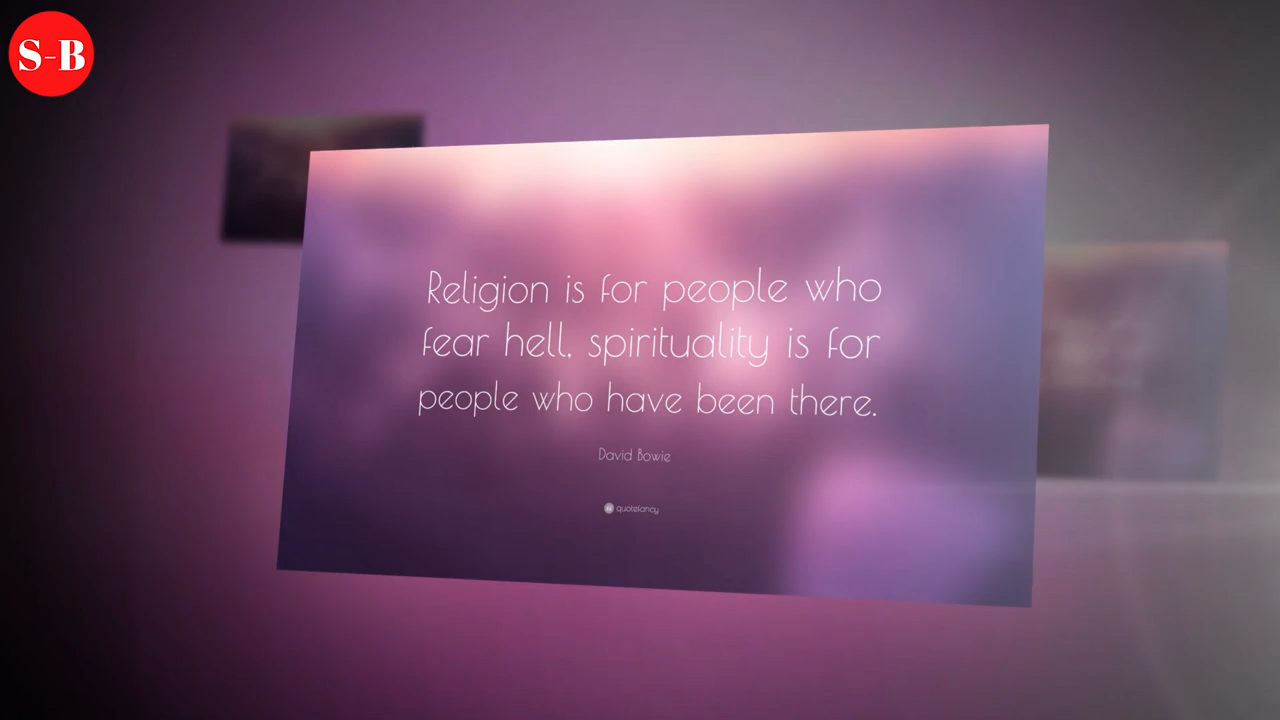 S-B
Religion is for people who
fear hell, spirituality is for
people who have been there.
David Bowie
quotefancy